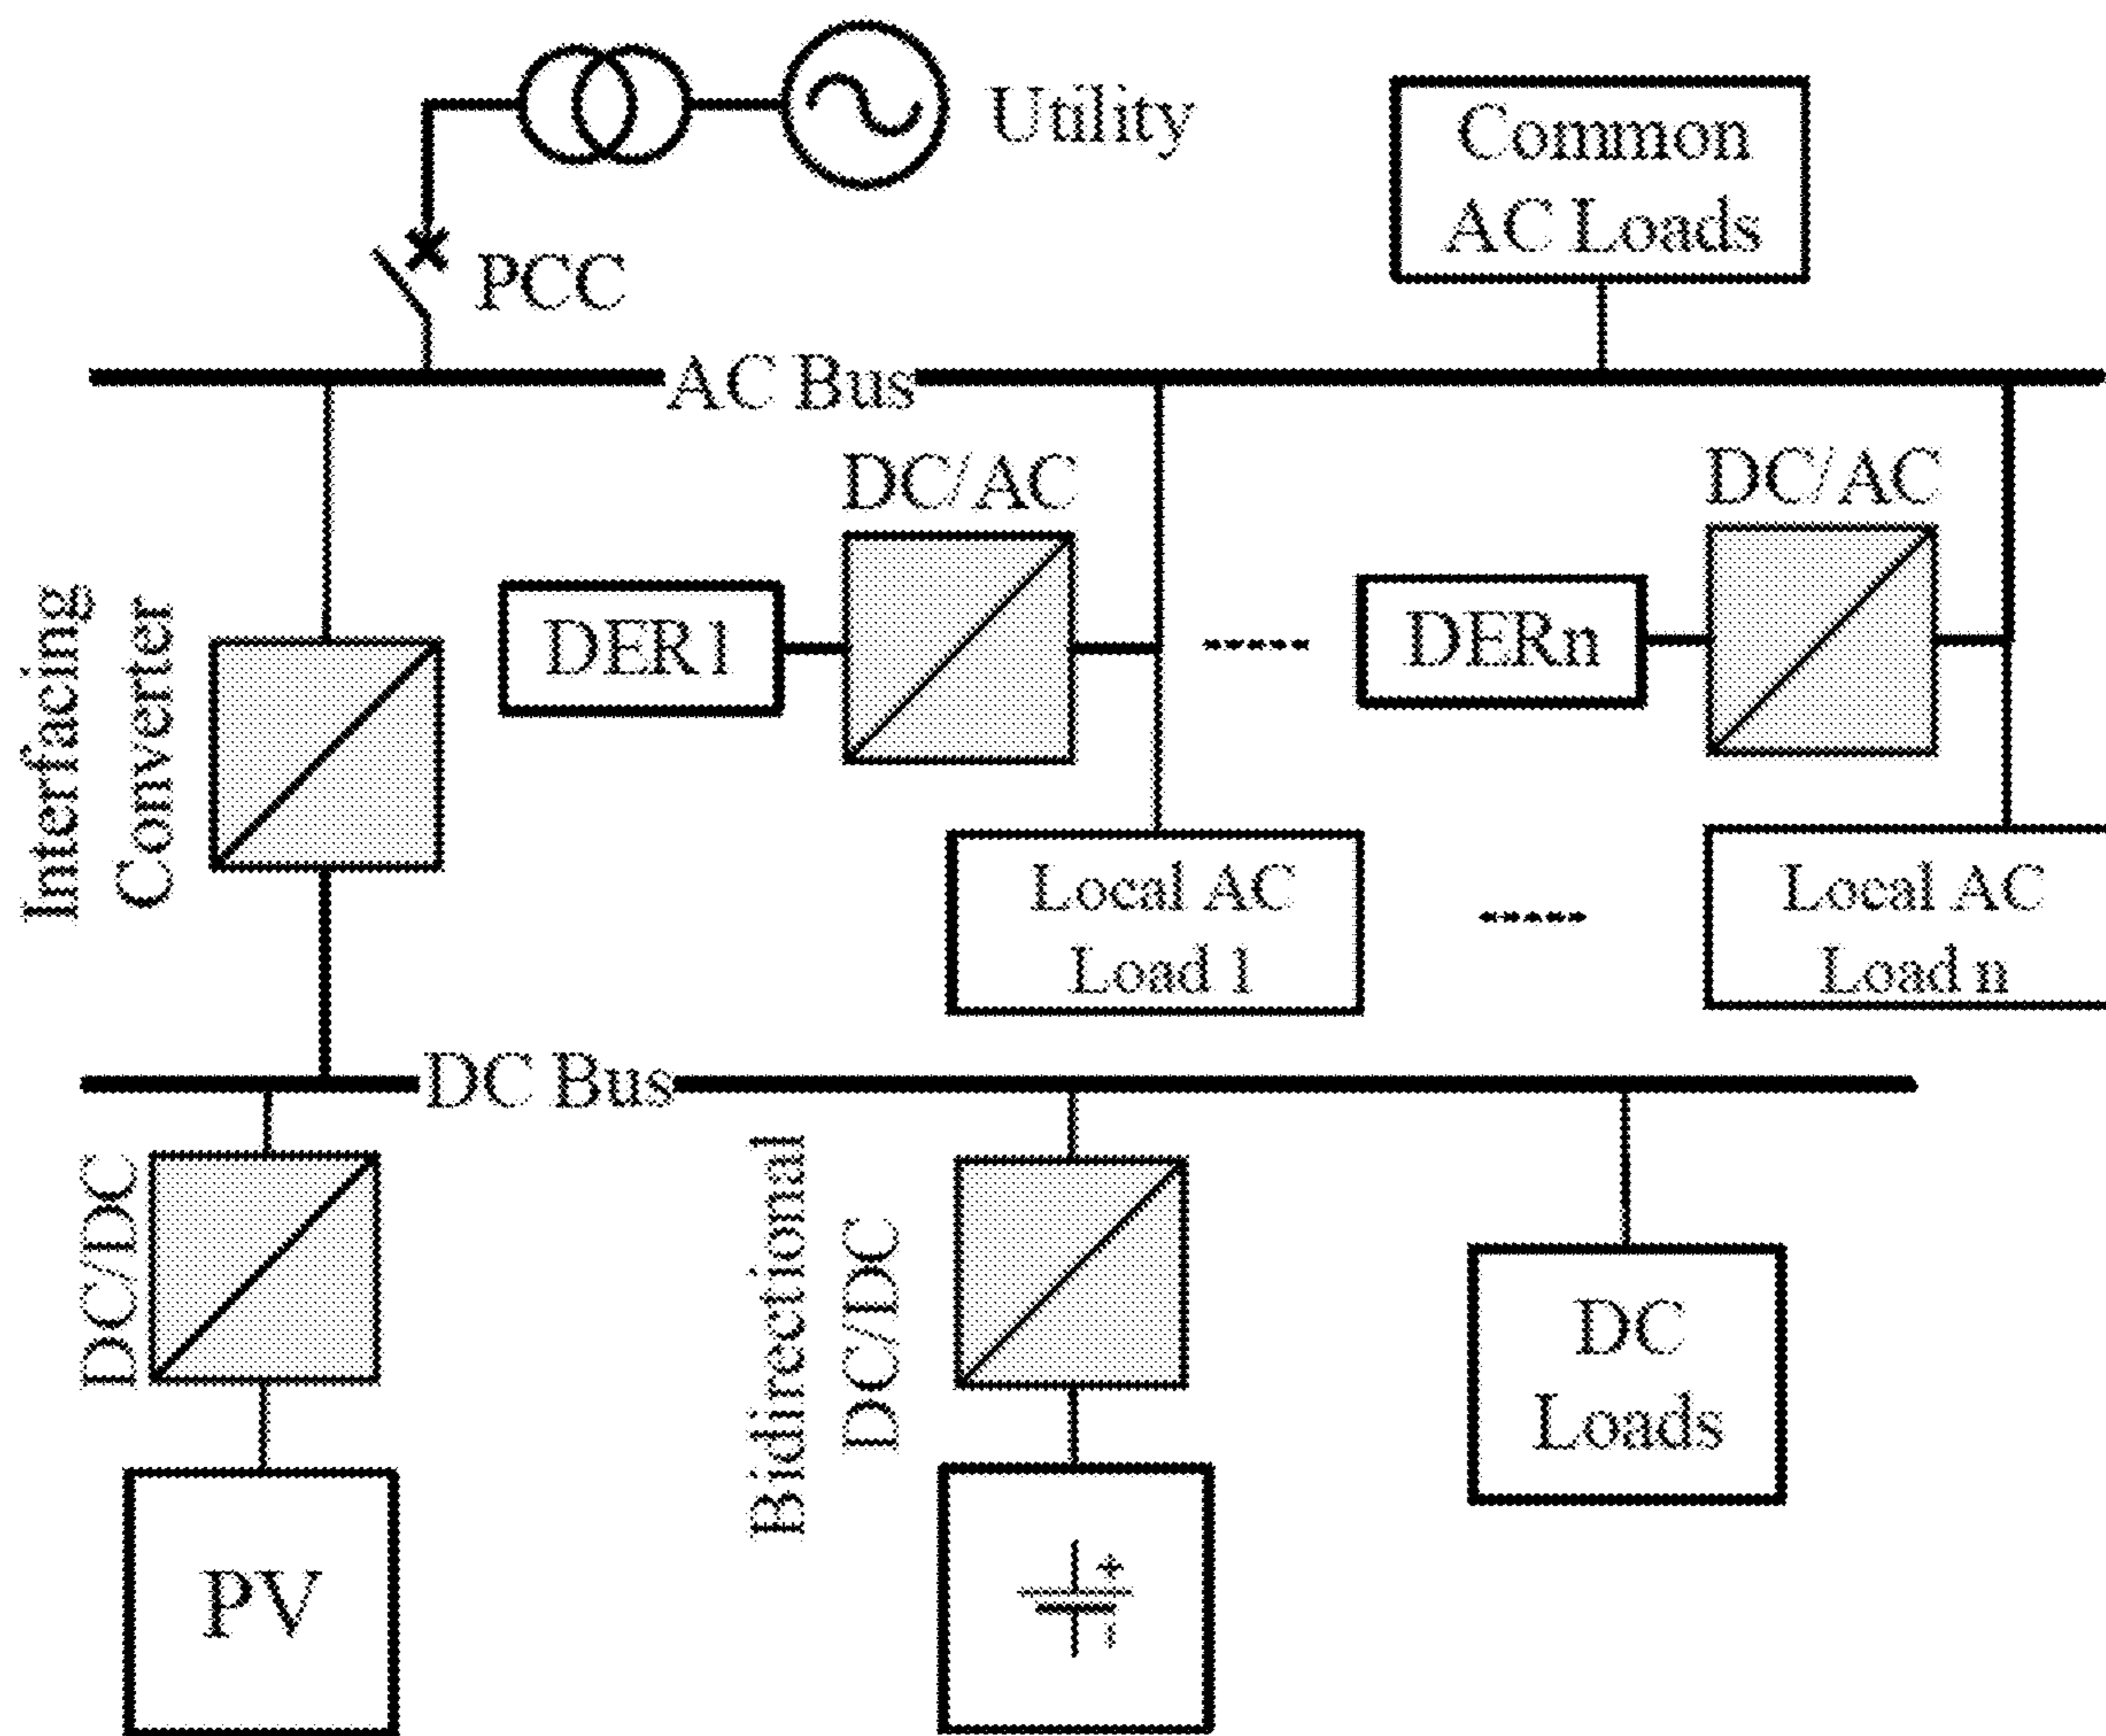 Utility
Common
AC Loads
PCC
AC Bus
DC/AC
DC/AC
Interfacing
Converter
DER1
DERn
Local AC
Load 1
Local AC
Load n
DC Bus
DC/DC
Bidirectional
DC/DC
DC
Loads
PV